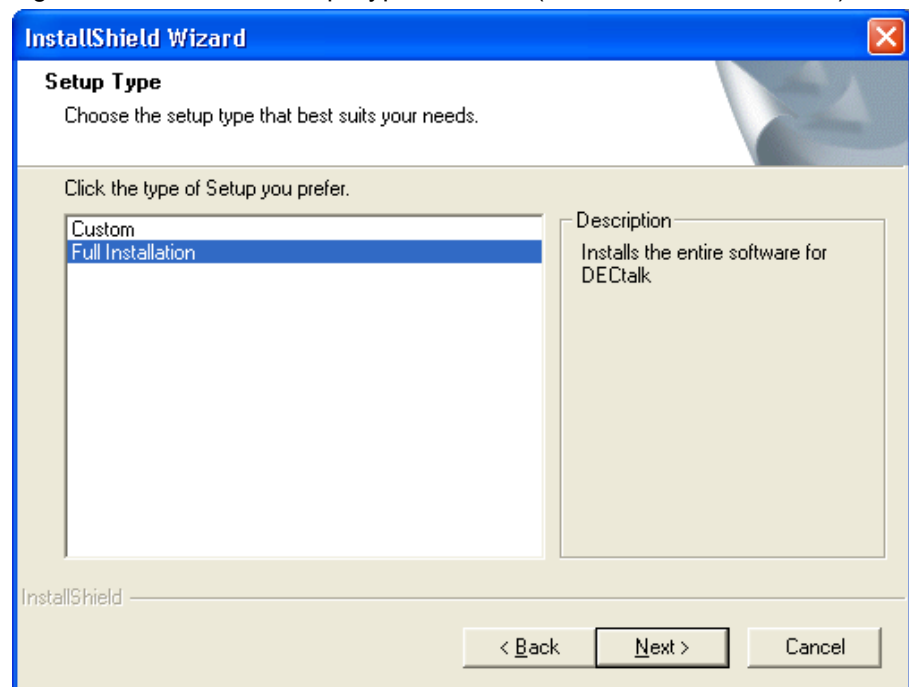 InstallShield Wizard
Setup Type
Choose the setup type that best suits your needs.
Click the type of Setup you prefer.
Custom
Full Installation
Description
Installs the entire software for
DECtalk
InstallShield
< Back
Next >
Cancel